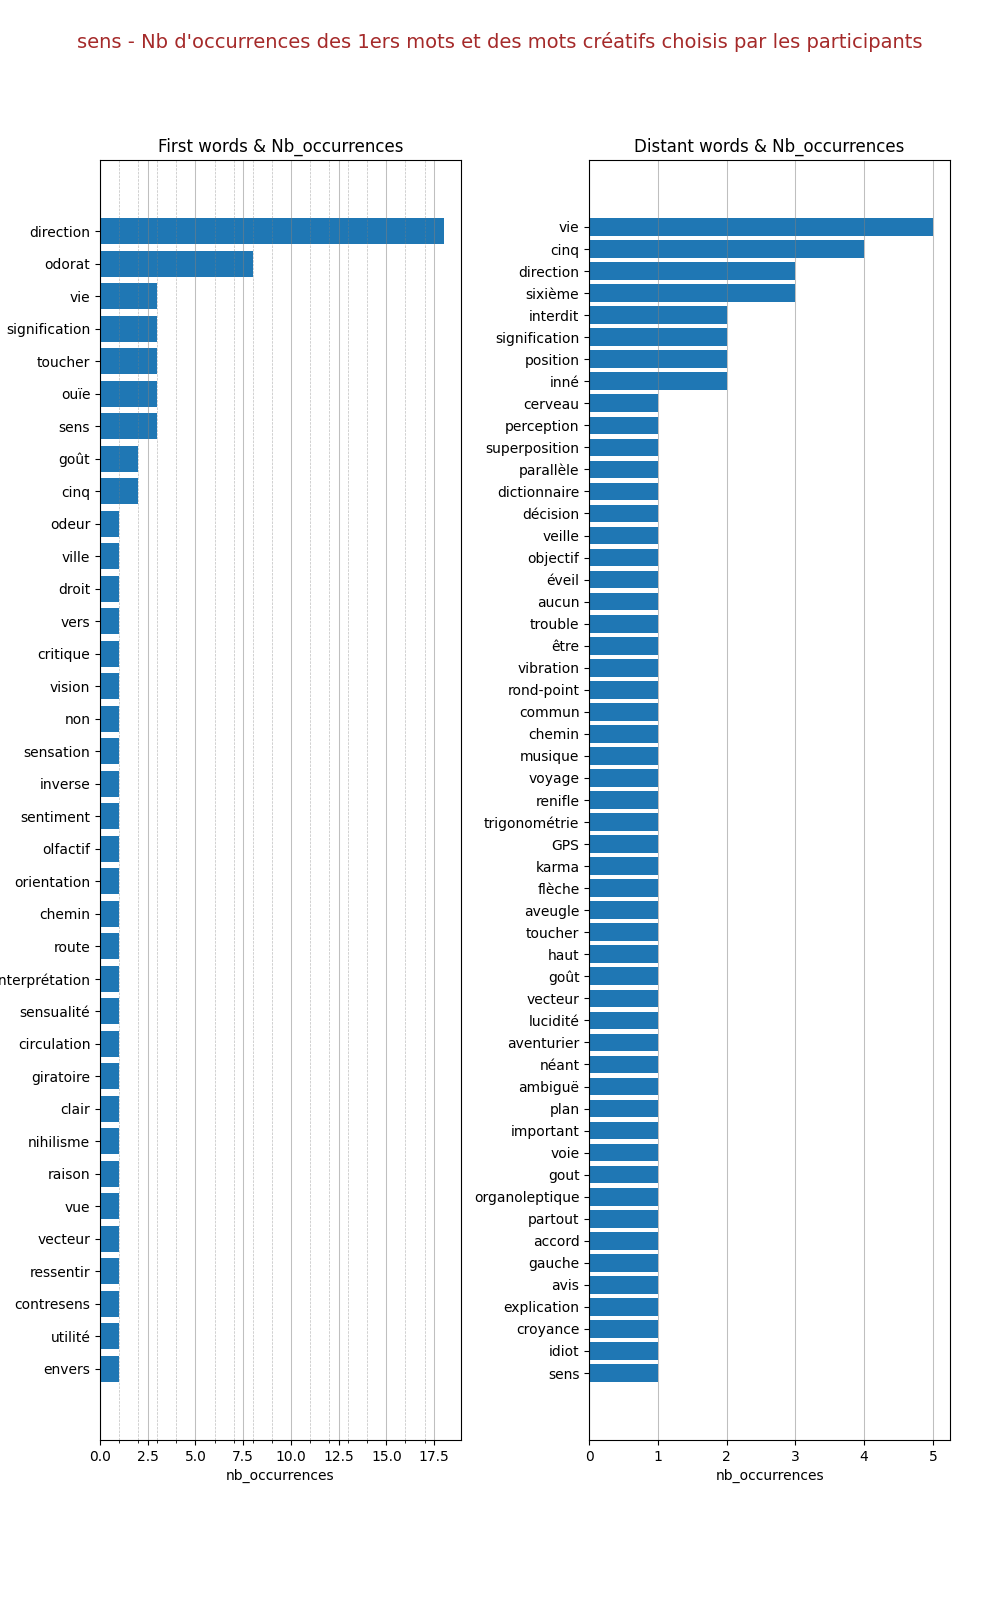 sens - Nb d'occurrences des 1ers mots et des mots créatifs choisis par les participants
First words & Nb_occurrences
direction
odorat
vie
signification
toucher
ouïe
sens
goût
cinq
odeur
ville
droit
vers
critique
vision
non
sensation
inverse
sentiment
olfactif
orientation
chemin
route
nterprétation
sensualité
circulation
giratoire
clair
nihilisme
raison
vue
vecteur
ressentir
contresens
utilité
envers
0.0 2.5 5.0 7.5 10.0 12.5 15.0 17.5
nb_occurrences
Distant words & Nb_occurrences
vie
cinq
direction
sixième
interdit
signification
position
inné
cerveau
perception
superposition
parallèle
dictionnaire
décision
veille
objectif
éveil
aucun
trouble
être
vibration
rond-point
commun
chemin
musique
voyage
renifle
trigonométrie
GPS
karma
flèche
aveugle
toucher
haut
goût
vecteur
lucidité
aventurier
néant
ambiguë
plan
important
voie
gout
organoleptique
partout
accord
gauche
avis
explication
croyance
idiot
sens
0 1 2 3 4 5
nb_occurrences